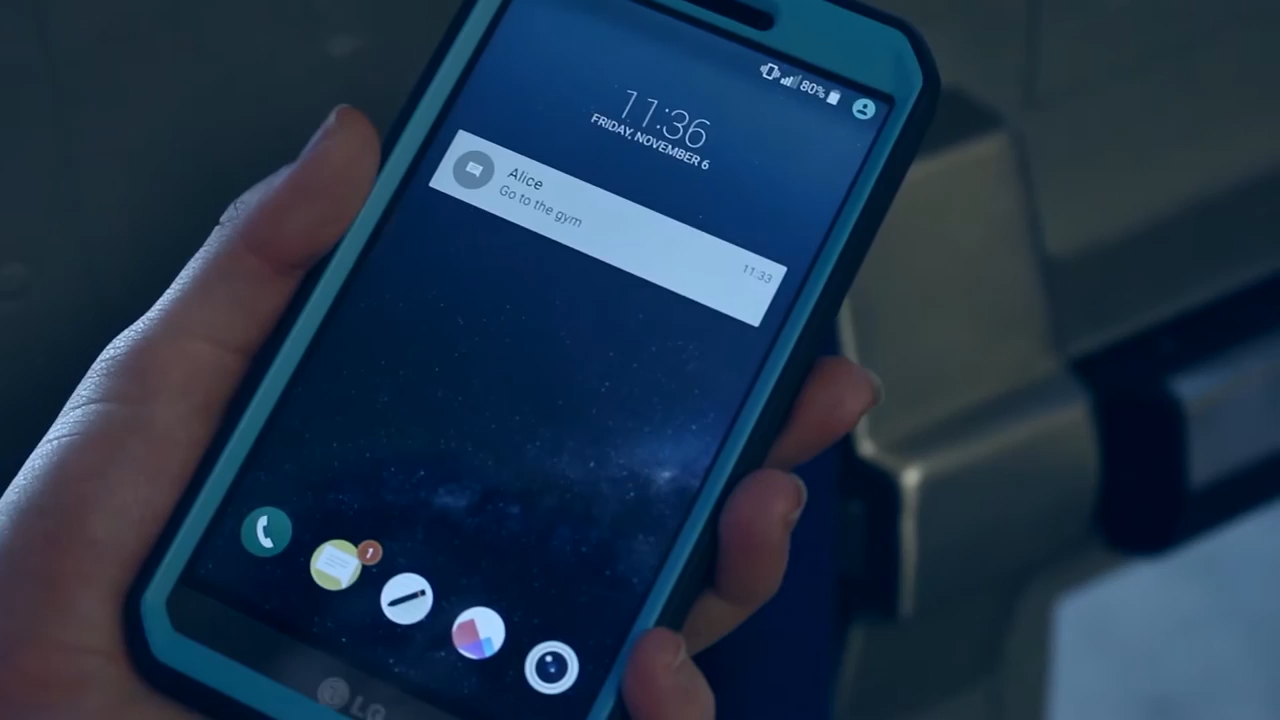 80%
11:36
FRIDAY, NOVEMBER 6
Alice
Go to the gym
11:33
1
LG